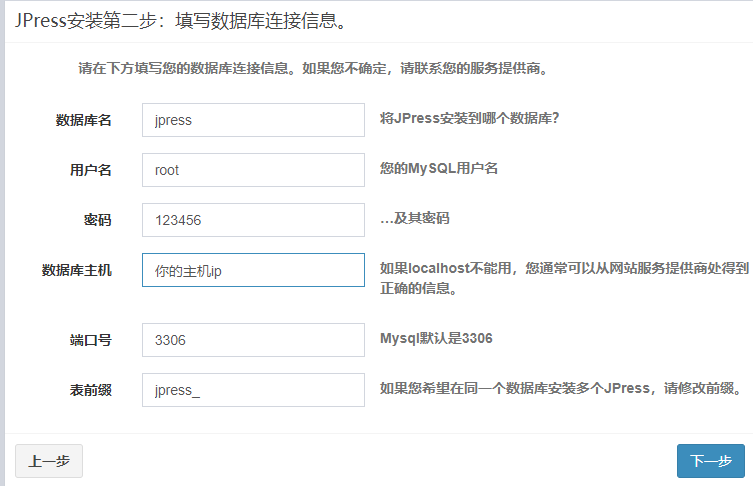 JPress安装第二步：填写数据库连接信息。
请在下方填写您的数据库连接信息。如果您不确定，请联系您的服务提供商。
数据库名 jpress 将JPress安装到哪个数据库?
用户名 root 您的MySQL用户名
密码 123456 ...及其密码
数据库主机 你的主机ip 如果localhost不能用，您通常可以从网站服务提供商处得到
正确的信息。
端口号 3306 Mysql默认是3306
表前缀 jpress_ 如果您希望在同一个数据库安装多个JPress，请修改前缀。
上一步 下一步